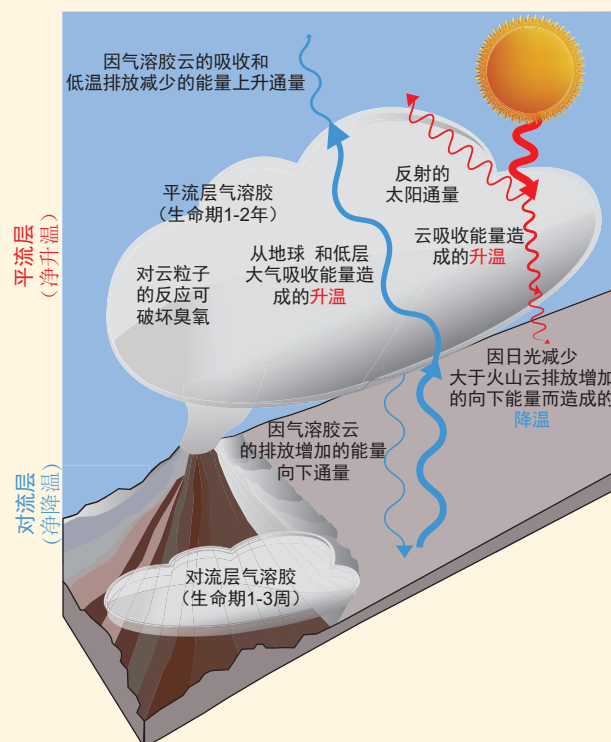 因气溶胶云的吸收和
低温排放减少的能量上升通量
反射的
太阳通量
平流层气溶胶
（生命期1-2年）
云吸收能量造
成的升温
从地球 和低层
大气吸收能量造
成的升温
对云粒子
的反应可
破坏臭氧
平流层
（净升温）
因日光减少
大于火山云排放增加
的向下能量而造成的
降温
因气溶胶云
的排放增加的能量
向下通量
对流层
（净降温）
对流层气溶胶
（生命期1-3周）